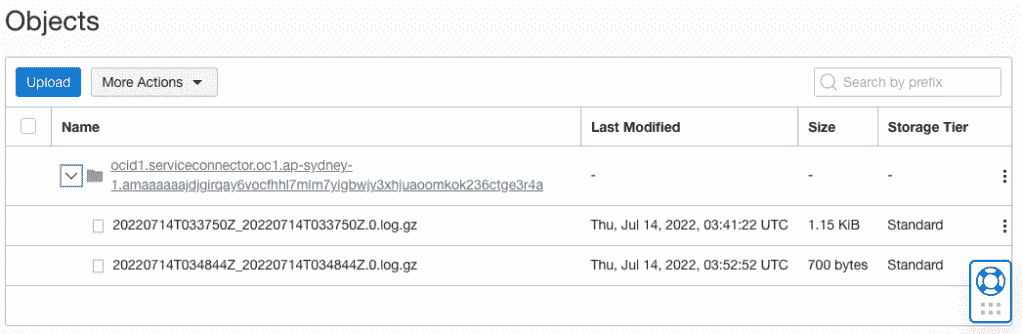 Objects
Upload More Actions Search by prefix
Name Last Modified Size Storage Tier
ocid1.serviceconnector.oc1.ap-sydney-
1.amaaaaaajdjgirqay6vocfhhl7mlm7yigbwjy3xhjuaoomkok236ctge3r4a - - -
20220714T033750Z_20220714T033750Z.0.log.gz Thu, Jul 14, 2022, 03:41:22 UTC 1.15 KiB Standard
20220714T034844Z_20220714T034844Z.0.log.gz Thu, Jul 14, 2022, 03:52:52 UTC 700 bytes Standard